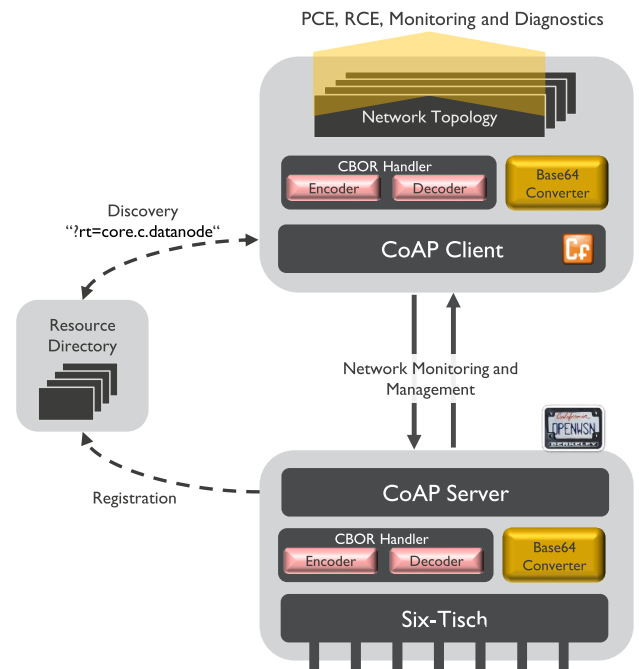 PCE, RCE, Monitoring and Diagnostics
Network Topology
CBOR Handler
Encoder
Decoder
Base64
Converter
CoAP Client
Cf
Discovery
“?rt=core.c.datanode“
Resource
Directory
Network Monitoring and
Management
California
OPENWSN
BERKELEY
Registration
CoAP Server
CBOR Handler
Encoder
Decoder
Base64
Converter
Six-Tisch